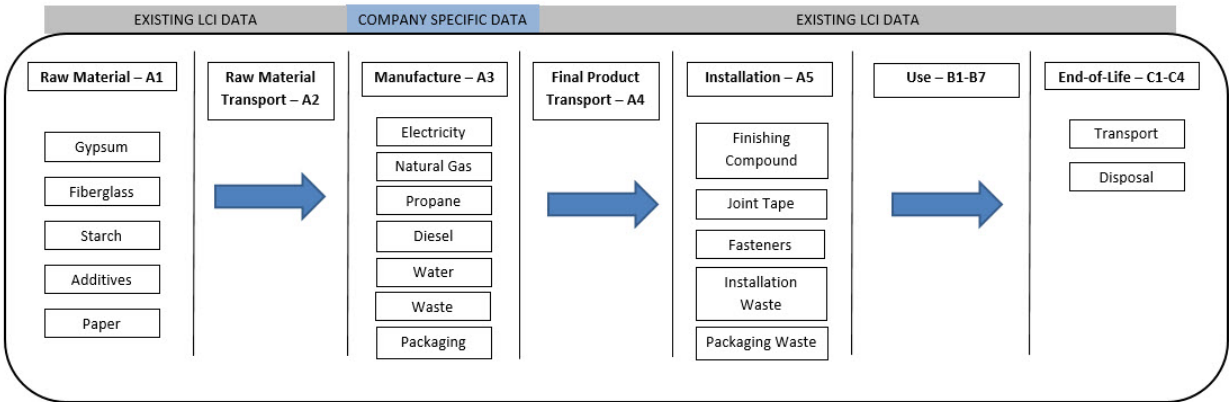 EXISTING LCI DATA
COMPANY SPECIFIC DATA
EXISTING LCI DATA
Raw Material – A1
Gypsum
Fiberglass
Starch
Additives
Paper
Raw Material
Transport – A2
Manufacture – A3
Electricity
Natural Gas
Propane
Diesel
Water
Waste
Packaging
Final Product
Transport – A4
Installation – A5
Finishing
Compound
Joint Tape
Fasteners
Installation
Waste
Packaging Waste
Use – B1-B7
End-of-Life – C1-C4
Transport
Disposal